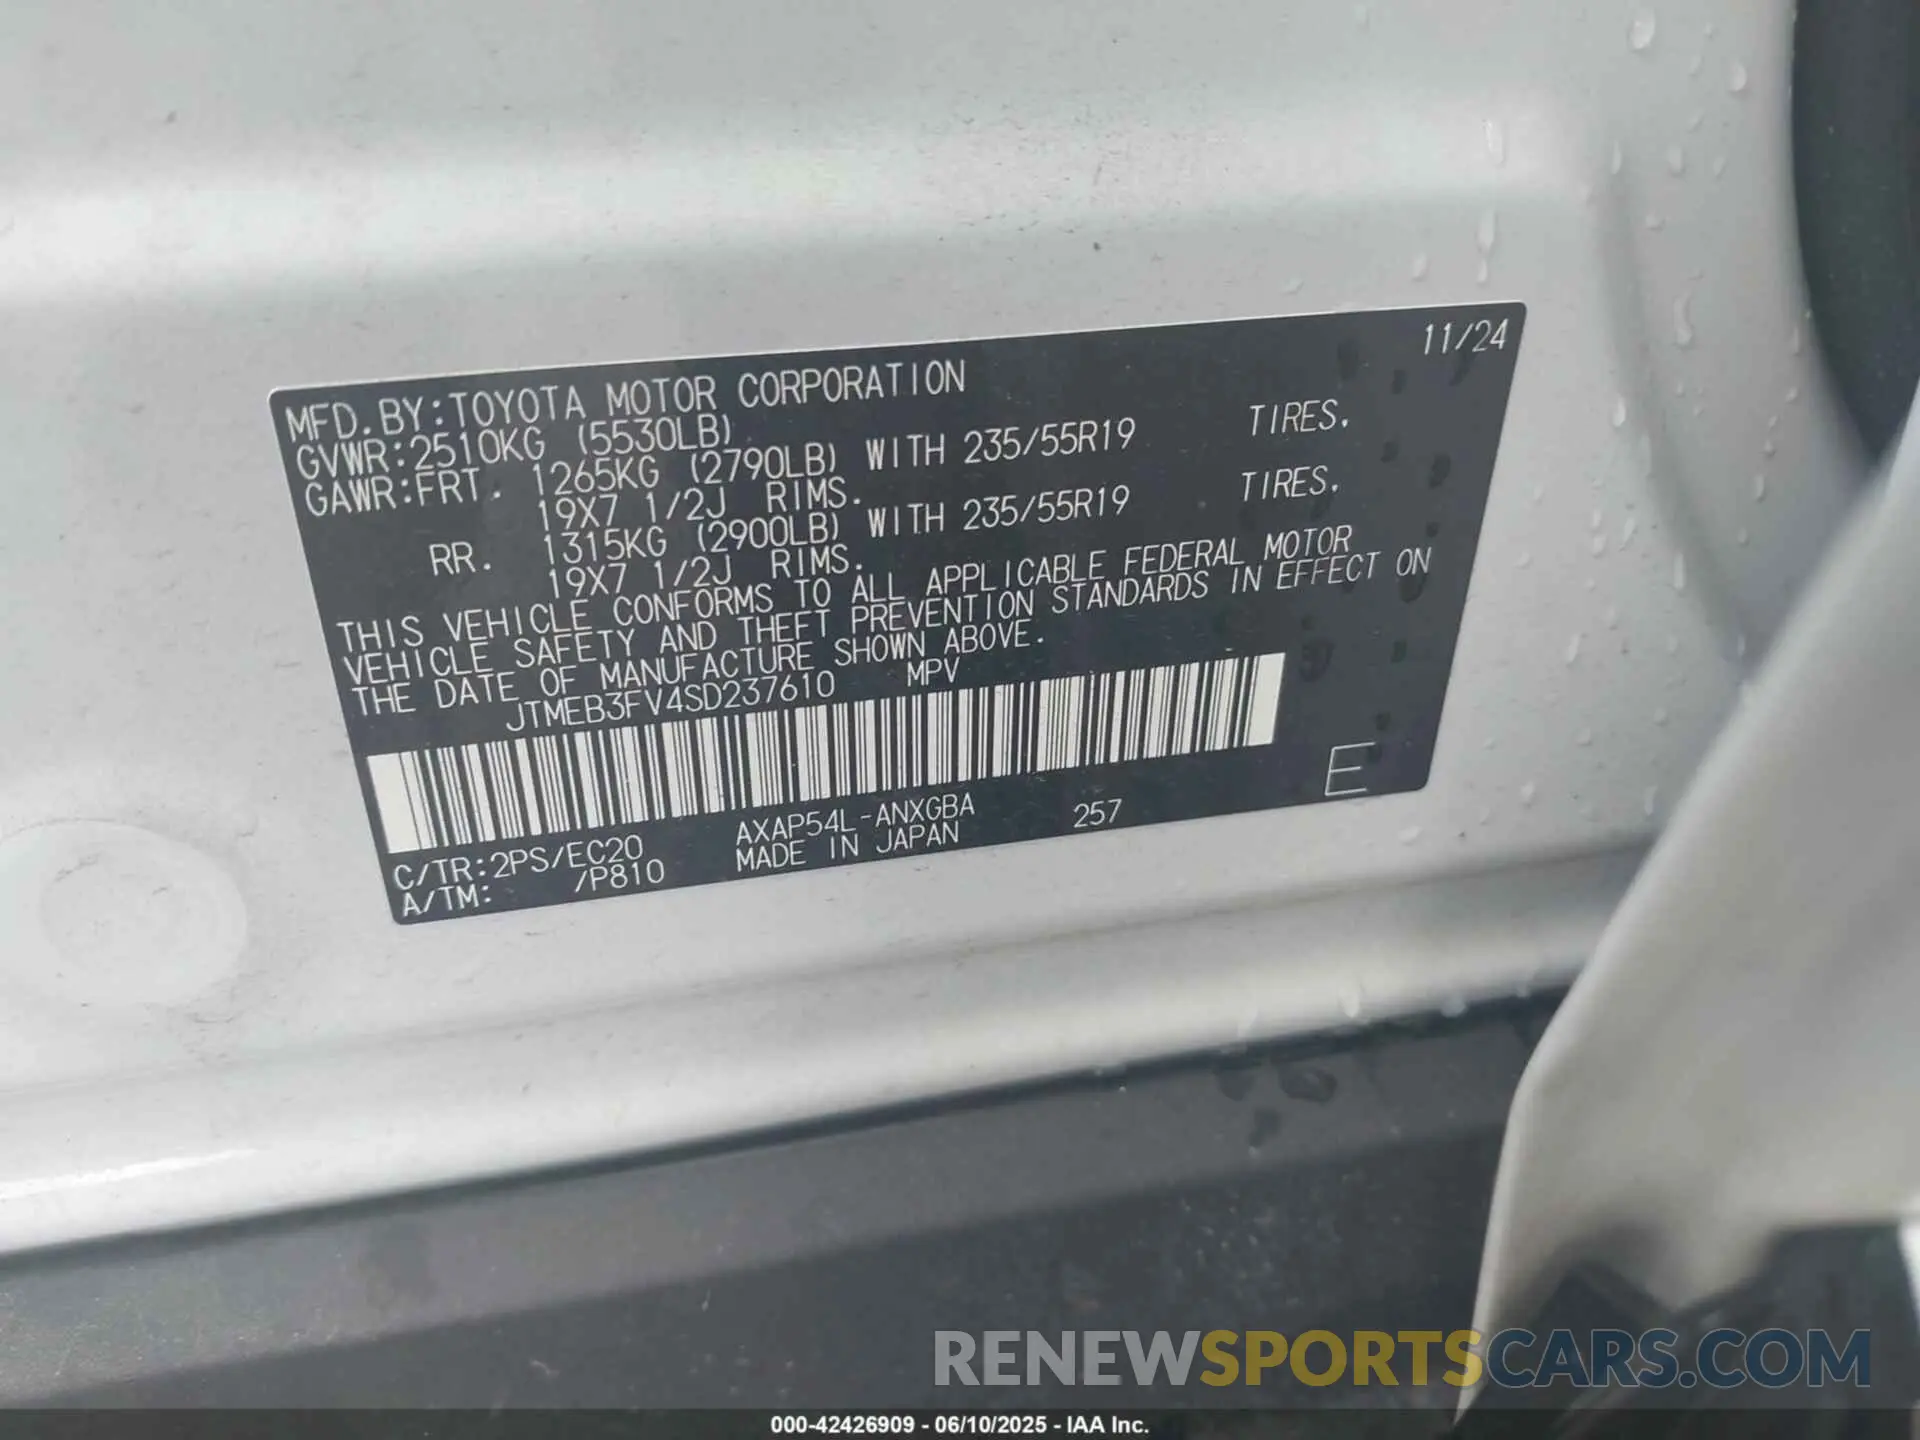 11/24
MFD.BY:TOYOTA MOTOR CORPORATION
GVWR:2510KG (5530LB)
GAWR:FRT. 1265KG (2790LB) WITH 235/55R19 TIRES.
19X7 1/2J RIMS.
RR. 1315KG (2900LB) WITH 235/55R19 TIRES.
19X7 1/2J RIMS.
THIS VEHICLE CONFORMS TO ALL APPLICABLE FEDERAL MOTOR
VEHICLE SAFETY AND THEFT PREVENTION STANDARDS IN EFFECT ON
THE DATE OF MANUFACTURE SHOWN ABOVE.
JTMEB3FV4SD237610 MPV
E
C/TR:2PS/EC20 AXAP54L-ANXGBA 257
A/TM: /P810 MADE IN JAPAN
RENEWSPORTSCARS.COM
000-42426909 - 06/10/2025 - IAA Inc.